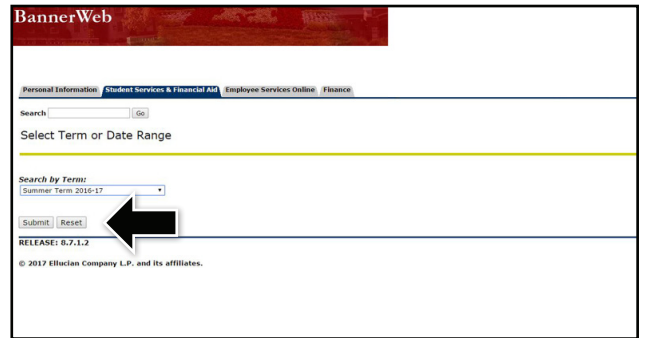 BannerWeb
Personal Information Student Services & Financial Aid Employee Services Online Finance
Search Go
Select Term or Date Range
Search by Term:
Summer Term 2016-17
Submit Reset
RELEASE: 8.7.1.2
© 2017 Ellucian Company L.P. and its affiliates.